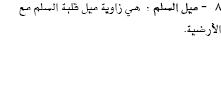 ٨ - ميل السلم : هي زاوية ميل قلبة السلم مع
الأرضية.